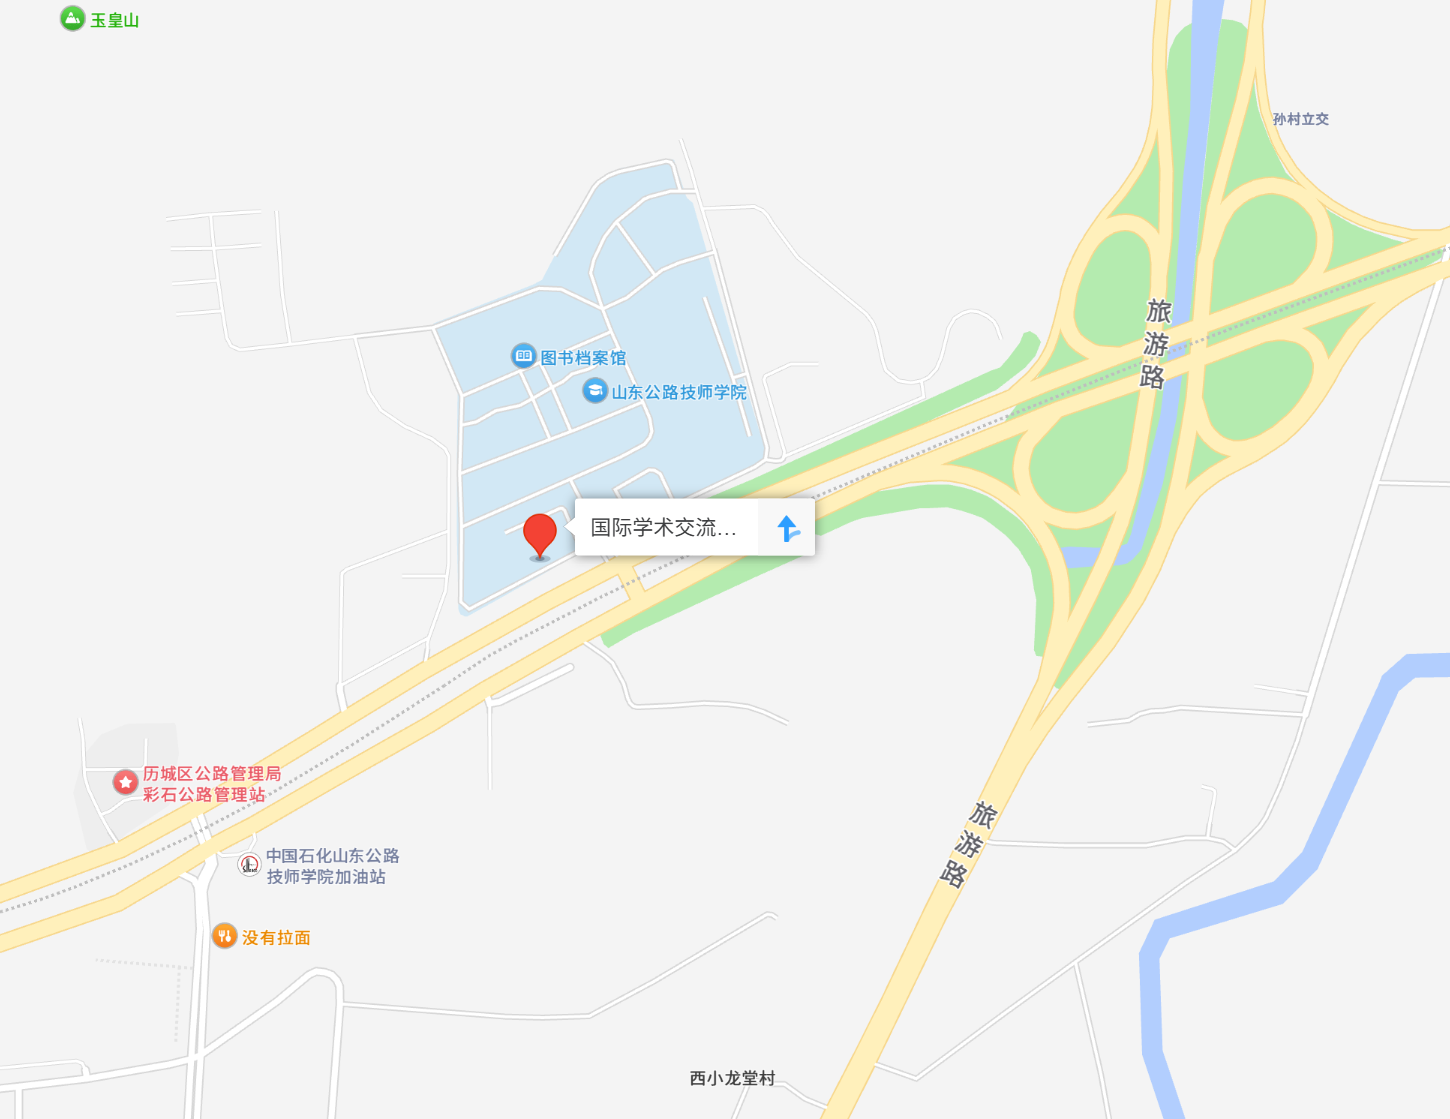 玉皇山
孙村立交
旅游路
图书档案馆
山东公路技师学院
国际学术交流...
历城区公路管理局
彩石公路管理站
旅游路
中国石化山东公路
技师学院加油站
没有拉面
西小龙堂村